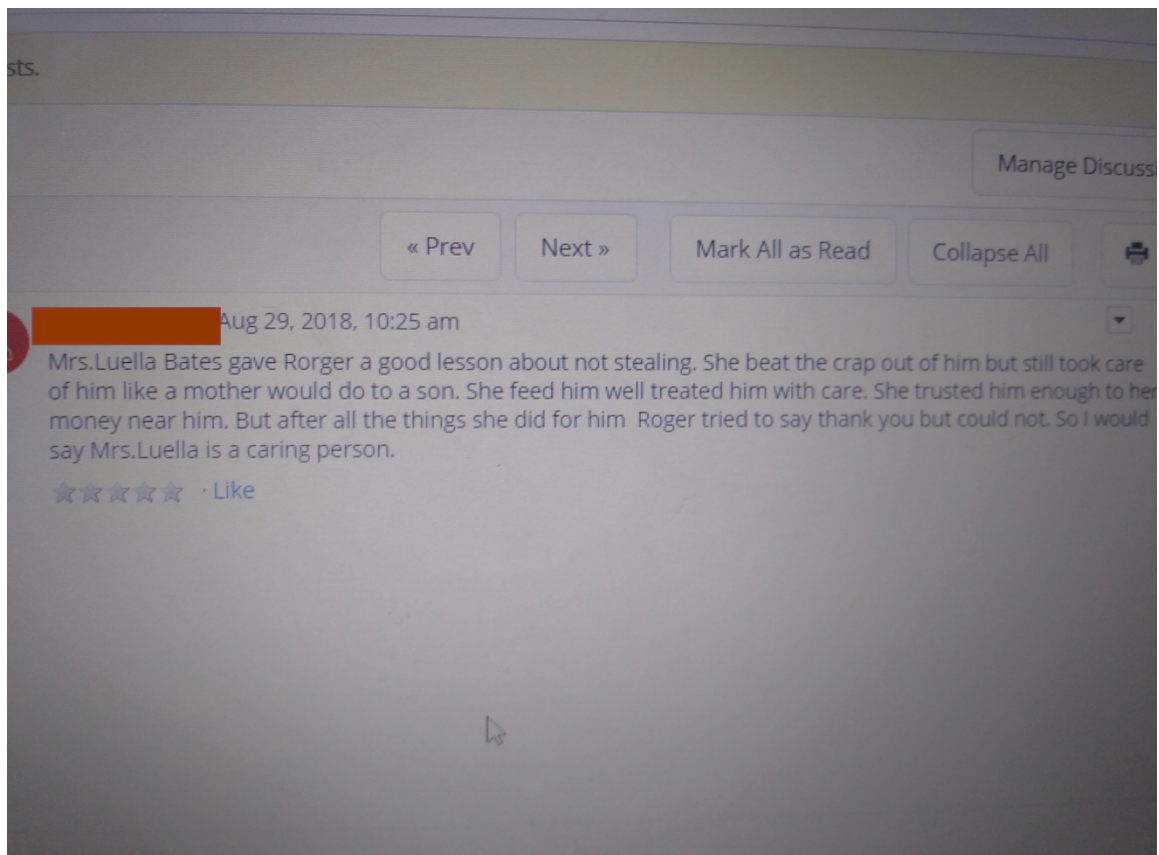 sts.
Manage Discussi
« Prev Next » Mark All as Read Collapse All
Aug 29, 2018, 10:25 am
Mrs.Luella Bates gave Rorger a good lesson about not stealing. She beat the crap out of him but still took care
of him like a mother would do to a son. She feed him well treated him with care. She trusted him enough to her
money near him. But after all the things she did for him  Roger tried to say thank you but could not. So I would
say Mrs.Luella is a caring person.
· Like